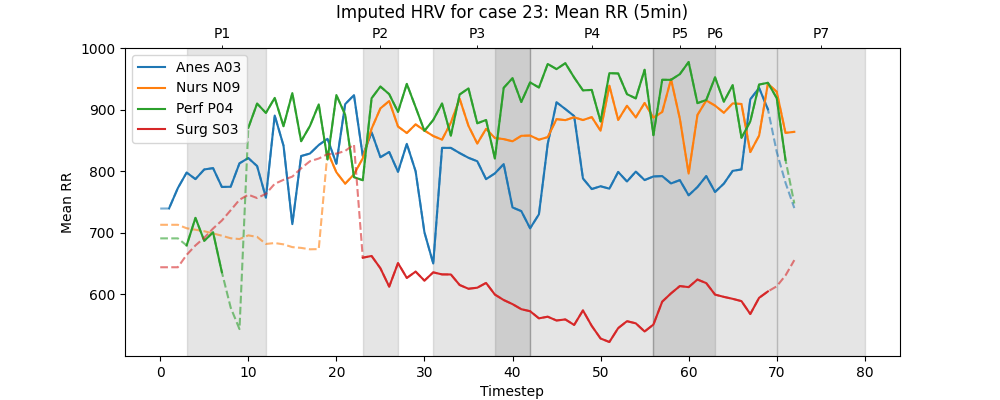 Imputed HRV for case 23: Mean RR (5min)
P1 P2 P3 P4 P5 P6 P7
1000
900
800
700
600
Mean RR
Anes A03
Nurs N09
Perf P04
Surg S03
0 10 20 30 40 50 60 70 80
Timestep